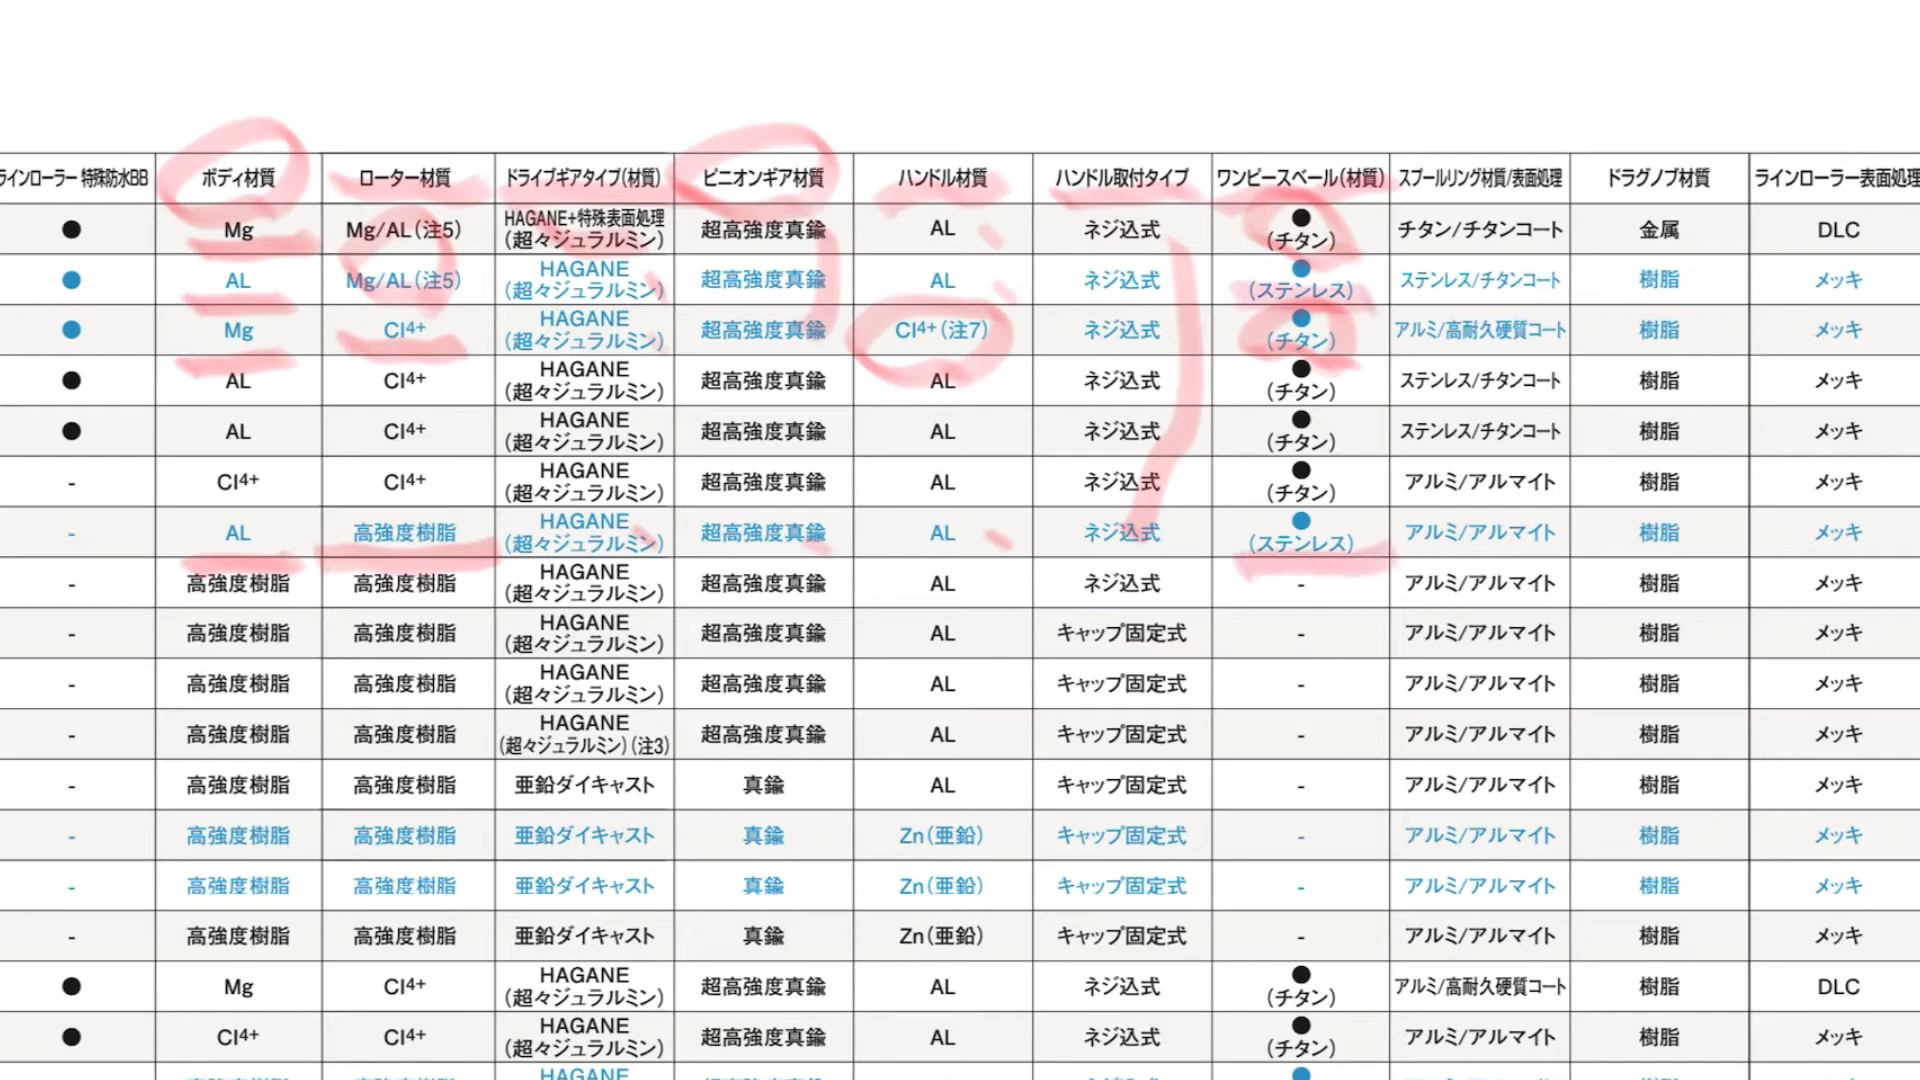 ラインローラー 特殊防水BB ボディ材質 ローター材質 ドライブギアタイプ(材質) ピニオンギア材質 ハンドル材質 ハンドル取付タイプ ワンピースベール(材質) スプールリング材質/表面処理 ドラグノブ材質 ラインローラー表面処理
● Mg Mg/AL(注5) HAGANE+特殊表面処理(超々ジュラルミン) 超高強度真鍮 AL ネジ込式 ●(チタン) チタン/チタンコート 金属 DLC
● AL Mg/AL(注5) HAGANE(超々ジュラルミン) 超高強度真鍮 AL ネジ込式 ●(ステンレス) ステンレス/チタンコート 樹脂 メッキ
● Mg CI4+ HAGANE(超々ジュラルミン) 超高強度真鍮 CI4+(注7) ネジ込式 ●(チタン) アルミ/高耐久硬質コート 樹脂 メッキ
● AL CI4+ HAGANE(超々ジュラルミン) 超高強度真鍮 AL ネジ込式 ●(チタン) ステンレス/チタンコート 樹脂 メッキ
● AL CI4+ HAGANE(超々ジュラルミン) 超高強度真鍮 AL ネジ込式 ●(チタン) ステンレス/チタンコート 樹脂 メッキ
- CI4+ CI4+ HAGANE(超々ジュラルミン) 超高強度真鍮 AL ネジ込式 ●(チタン) アルミ/アルマイト 樹脂 メッキ
- AL 高強度樹脂 HAGANE(超々ジュラルミン) 超高強度真鍮 AL ネジ込式 ●(ステンレス) アルミ/アルマイト 樹脂 メッキ
- 高強度樹脂 高強度樹脂 HAGANE(超々ジュラルミン) 超高強度真鍮 AL ネジ込式 - アルミ/アルマイト 樹脂 メッキ
- 高強度樹脂 高強度樹脂 HAGANE(超々ジュラルミン) 超高強度真鍮 AL キャップ固定式 - アルミ/アルマイト 樹脂 メッキ
- 高強度樹脂 高強度樹脂 HAGANE(超々ジュラルミン) 超高強度真鍮 AL キャップ固定式 - アルミ/アルマイト 樹脂 メッキ
- 高強度樹脂 高強度樹脂 HAGANE(超々ジュラルミン)(注3) 超高強度真鍮 AL キャップ固定式 - アルミ/アルマイト 樹脂 メッキ
- 高強度樹脂 高強度樹脂 亜鉛ダイキャスト 真鍮 AL キャップ固定式 - アルミ/アルマイト 樹脂 メッキ
- 高強度樹脂 高強度樹脂 亜鉛ダイキャスト 真鍮 Zn(亜鉛) キャップ固定式 - アルミ/アルマイト 樹脂 メッキ
- 高強度樹脂 高強度樹脂 亜鉛ダイキャスト 真鍮 Zn(亜鉛) キャップ固定式 - アルミ/アルマイト 樹脂 メッキ
- 高強度樹脂 高強度樹脂 亜鉛ダイキャスト 真鍮 Zn(亜鉛) キャップ固定式 - アルミ/アルマイト 樹脂 メッキ
● Mg CI4+ HAGANE(超々ジュラルミン) 超高強度真鍮 AL ネジ込式 ●(チタン) アルミ/高耐久硬質コート 樹脂 DLC
● CI4+ CI4+ HAGANE(超々ジュラルミン) 超高強度真鍮 AL ネジ込式 ●(チタン) アルミ/アルマイト 樹脂 メッキ
HAGANE ●